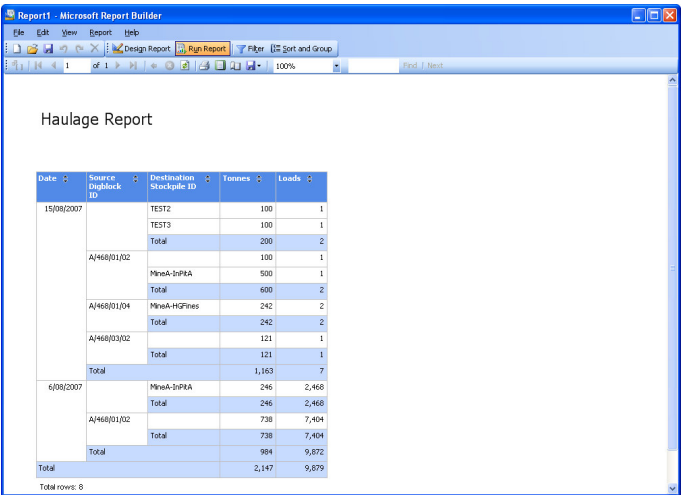 Report1 - Microsoft Report Builder
File Edit View Report Help
Design Report Run Report Filter Sort and Group
1 of 1 100% Find | Next
Haulage Report
Date Source Digblock ID Destination Stockpile ID Tonnes Loads
15/08/2007 TEST2 100 1
TEST3 100 1
Total 200 2
A/468/01/02 100 1
MineA-InPitA 500 1
Total 600 2
A/468/01/04 MineA-HGFines 242 2
Total 242 2
A/468/03/02 121 1
Total 121 1
Total 1,163 7
6/08/2007 MineA-InPitA 246 2,468
Total 246 2,468
A/468/01/02 738 7,404
Total 738 7,404
Total 984 9,872
Total 2,147 9,879
Total rows: 8